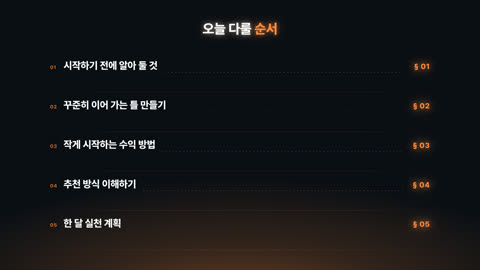 오늘 다룰 순서
01 시작하기 전에 알아 둘 것 § 01
02 꾸준히 이어 가는 틀 만들기 § 02
03 작게 시작하는 수익 방법 § 03
04 추천 방식 이해하기 § 04
05 한 달 실천 계획 § 05